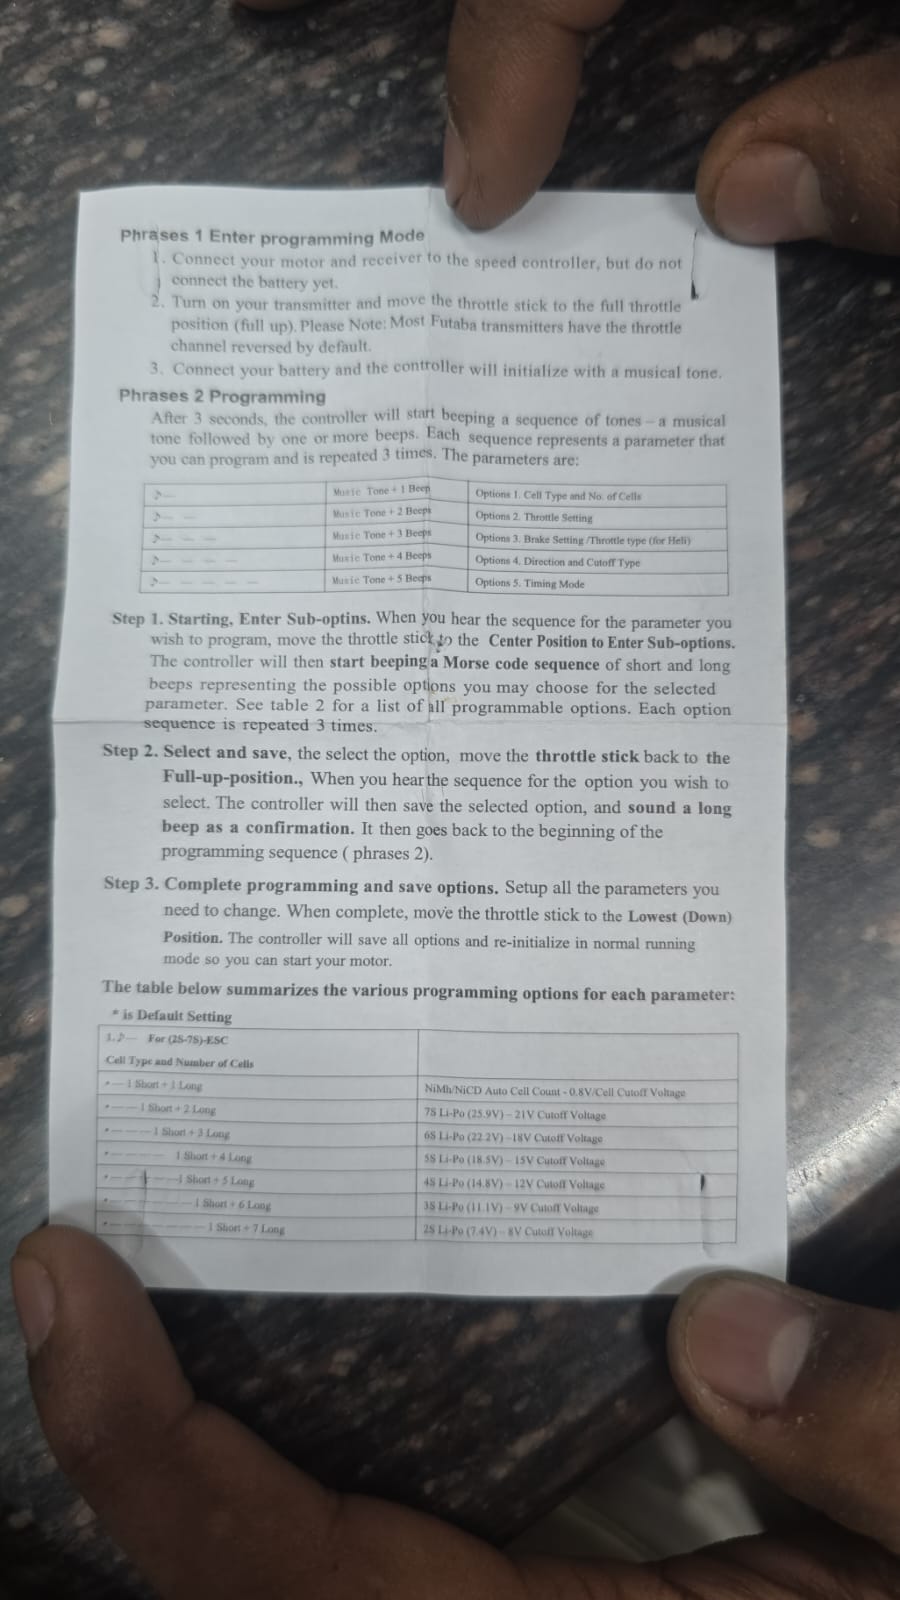 Phrases 1 Enter programming Mode
1. Connect your motor and receiver to the speed controller, but do not
connect the battery yet.
2. Turn on your transmitter and move the throttle stick to the full throttle
position (full up). Please Note: Most Futaba transmitters have the throttle
channel reversed by default.
3. Connect your battery and the controller will initialize with a musical tone.
Phrases 2 Programming
After 3 seconds, the controller will start beeping a sequence of tones – a musical
tone followed by one or more beeps. Each sequence represents a parameter that
you can program and is repeated 3 times. The parameters are:
♪— Music Tone + 1 Beep Options 1. Cell Type and No. of Cells
♪— — Music Tone + 2 Beeps Options 2. Throttle Setting
♪— — — Music Tone + 3 Beeps Options 3. Brake Setting /Throttle type (for Heli)
♪— — — — Music Tone + 4 Beeps Options 4. Direction and Cutoff Type
♪— — — — — Music Tone + 5 Beeps Options 5. Timing Mode
Step 1. Starting, Enter Sub-optins. When you hear the sequence for the parameter you
wish to program, move the throttle stick to the Center Position to Enter Sub-options.
The controller will then start beeping a Morse code sequence of short and long
beeps representing the possible options you may choose for the selected
parameter. See table 2 for a list of all programmable options. Each option
sequence is repeated 3 times.
Step 2. Select and save, the select the option, move the throttle stick back to the
Full-up-position., When you hear the sequence for the option you wish to
select. The controller will then save the selected option, and sound a long
beep as a confirmation. It then goes back to the beginning of the
programming sequence ( phrases 2).
Step 3. Complete programming and save options. Setup all the parameters you
need to change. When complete, move the throttle stick to the Lowest (Down)
Position. The controller will save all options and re-initialize in normal running
mode so you can start your motor.
The table below summarizes the various programming options for each parameter:
* is Default Setting
1.♪— For (2S-7S)-ESC
Cell Type and Number of Cells
•— 1 Short + 1 Long NiMh/NiCD Auto Cell Count - 0.8V/Cell Cutoff Voltage
•— — 1 Short + 2 Long 7S Li-Po (25.9V) – 21V Cutoff Voltage
•— — — 1 Short + 3 Long 6S Li-Po (22.2V) –18V Cutoff Voltage
•— — — — 1 Short + 4 Long 5S Li-Po (18.5V) – 15V Cutoff Voltage
•— — — — — 1 Short + 5 Long 4S Li-Po (14.8V) – 12V Cutoff Voltage
•— — — — — — 1 Short + 6 Long 3S Li-Po (11.1V) – 9V Cutoff Voltage
•— — — — — — — 1 Short + 7 Long 2S Li-Po (7.4V) – 8V Cutoff Voltage